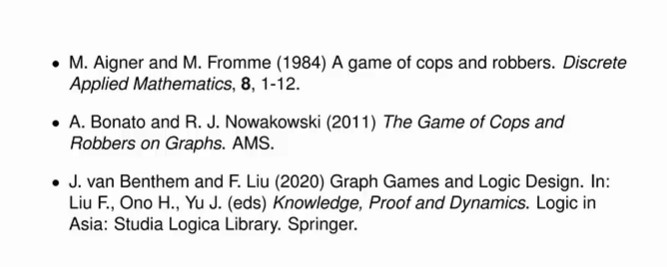 • M. Aigner and M. Fromme (1984) A game of cops and robbers. Discrete
Applied Mathematics, 8, 1-12.
• A. Bonato and R. J. Nowakowski (2011) The Game of Cops and
Robbers on Graphs. AMS.
• J. van Benthem and F. Liu (2020) Graph Games and Logic Design. In:
Liu F., Ono H., Yu J. (eds) Knowledge, Proof and Dynamics. Logic in
Asia: Studia Logica Library. Springer.